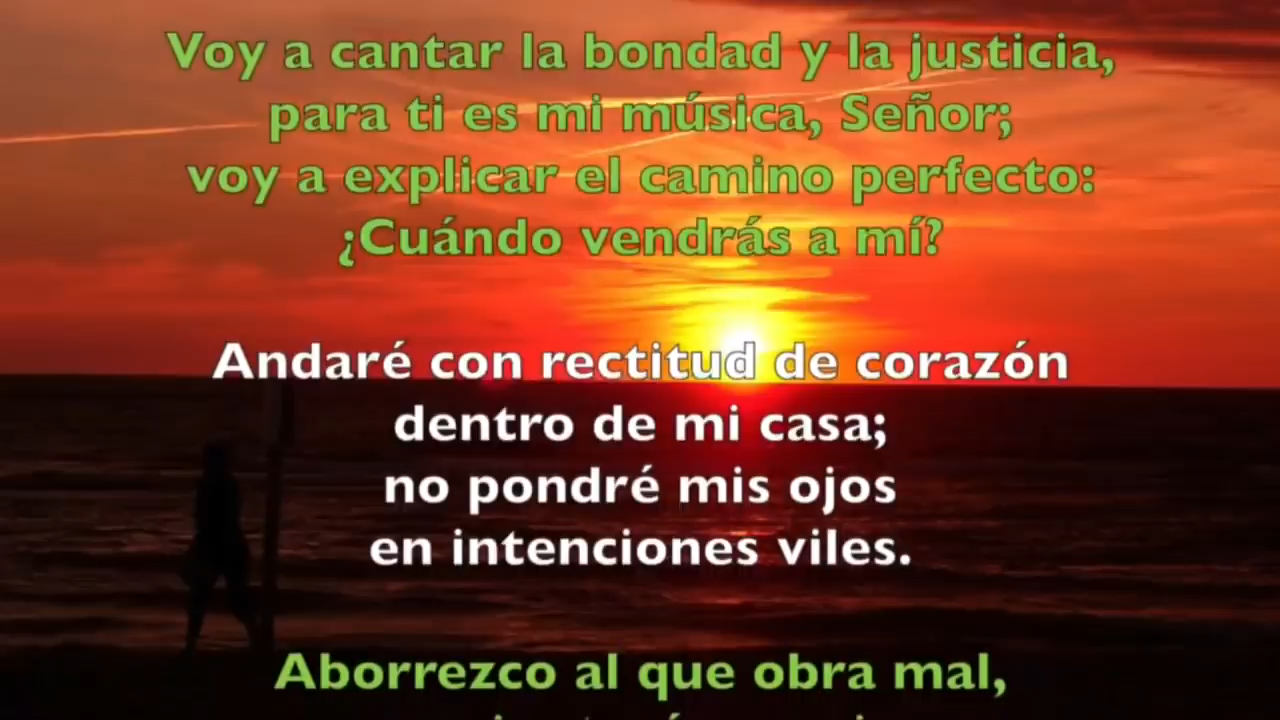 Voy a cantar la bondad y la justicia,
para ti es mi música, Señor;
voy a explicar el camino perfecto:
¿Cuándo vendrás a mí?
Andaré con rectitud de corazón
dentro de mi casa;
no pondré mis ojos
en intenciones viles.
Aborrezco al que obra mal,